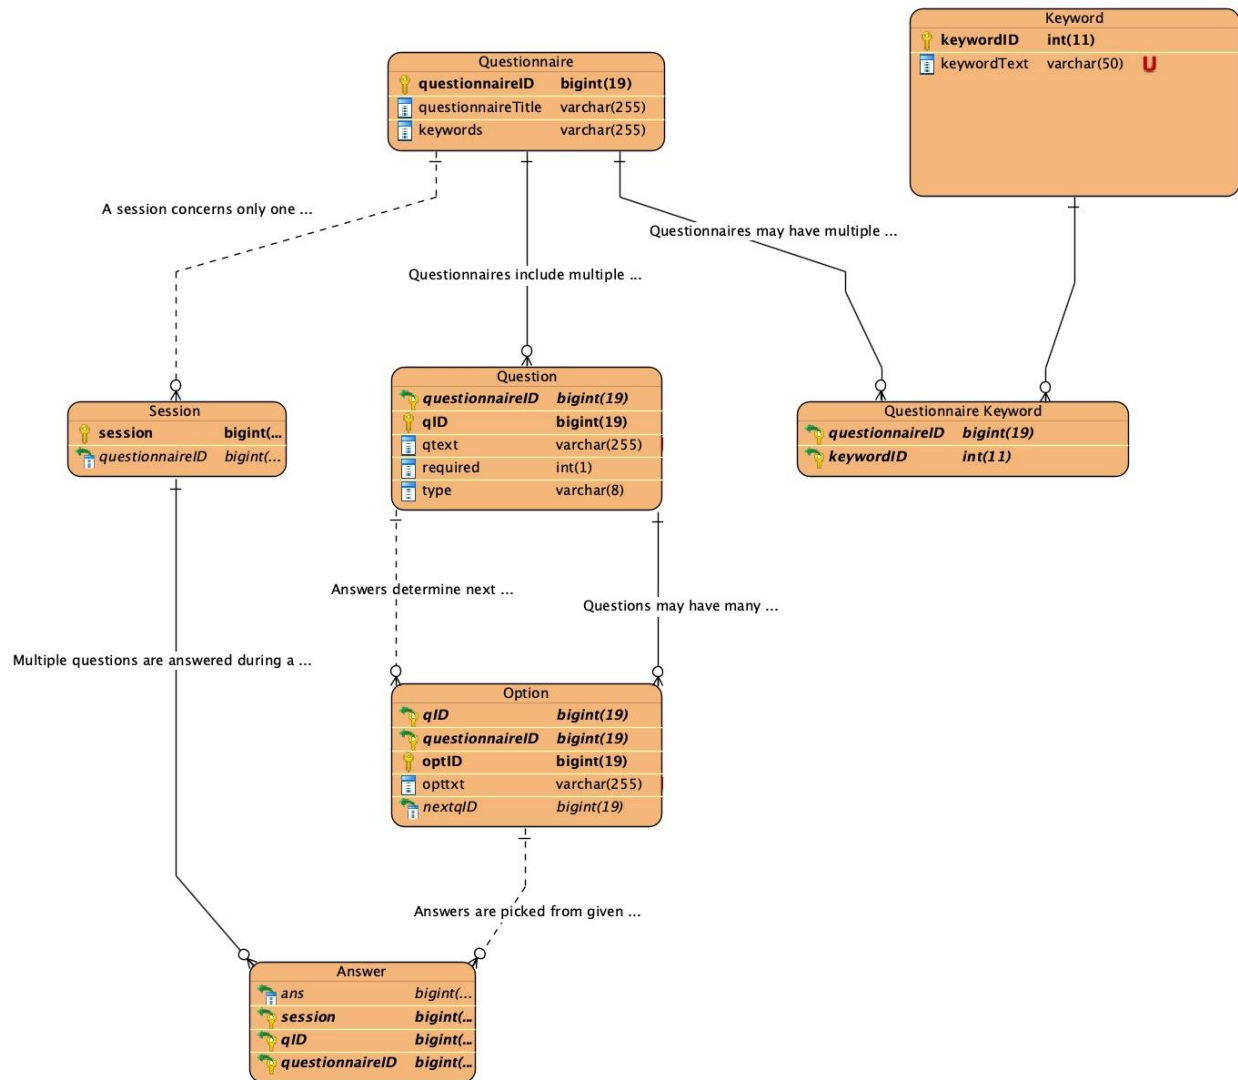 Keyword
keywordID int(11)
keywordText varchar(50) U
Questionnaire
questionnaireID bigint(19)
questionnaireTitle varchar(255)
keywords varchar(255)
A session concerns only one ...
Questionnaires may have multiple ...
Questionnaires include multiple ...
Session
session bigint(...
questionnaireID bigint(...
Question
questionnaireID bigint(19)
qID bigint(19)
qtext varchar(255)
required int(1)
type varchar(8)
Questionnaire Keyword
questionnaireID bigint(19)
keywordID int(11)
Answers determine next ...
Questions may have many ...
Multiple questions are answered during a ...
Option
qID bigint(19)
questionnaireID bigint(19)
optID bigint(19)
opttxt varchar(255)
nextqID bigint(19)
Answers are picked from given ...
Answer
ans bigint(...
session bigint(...
qID bigint(...
questionnaireID bigint(...